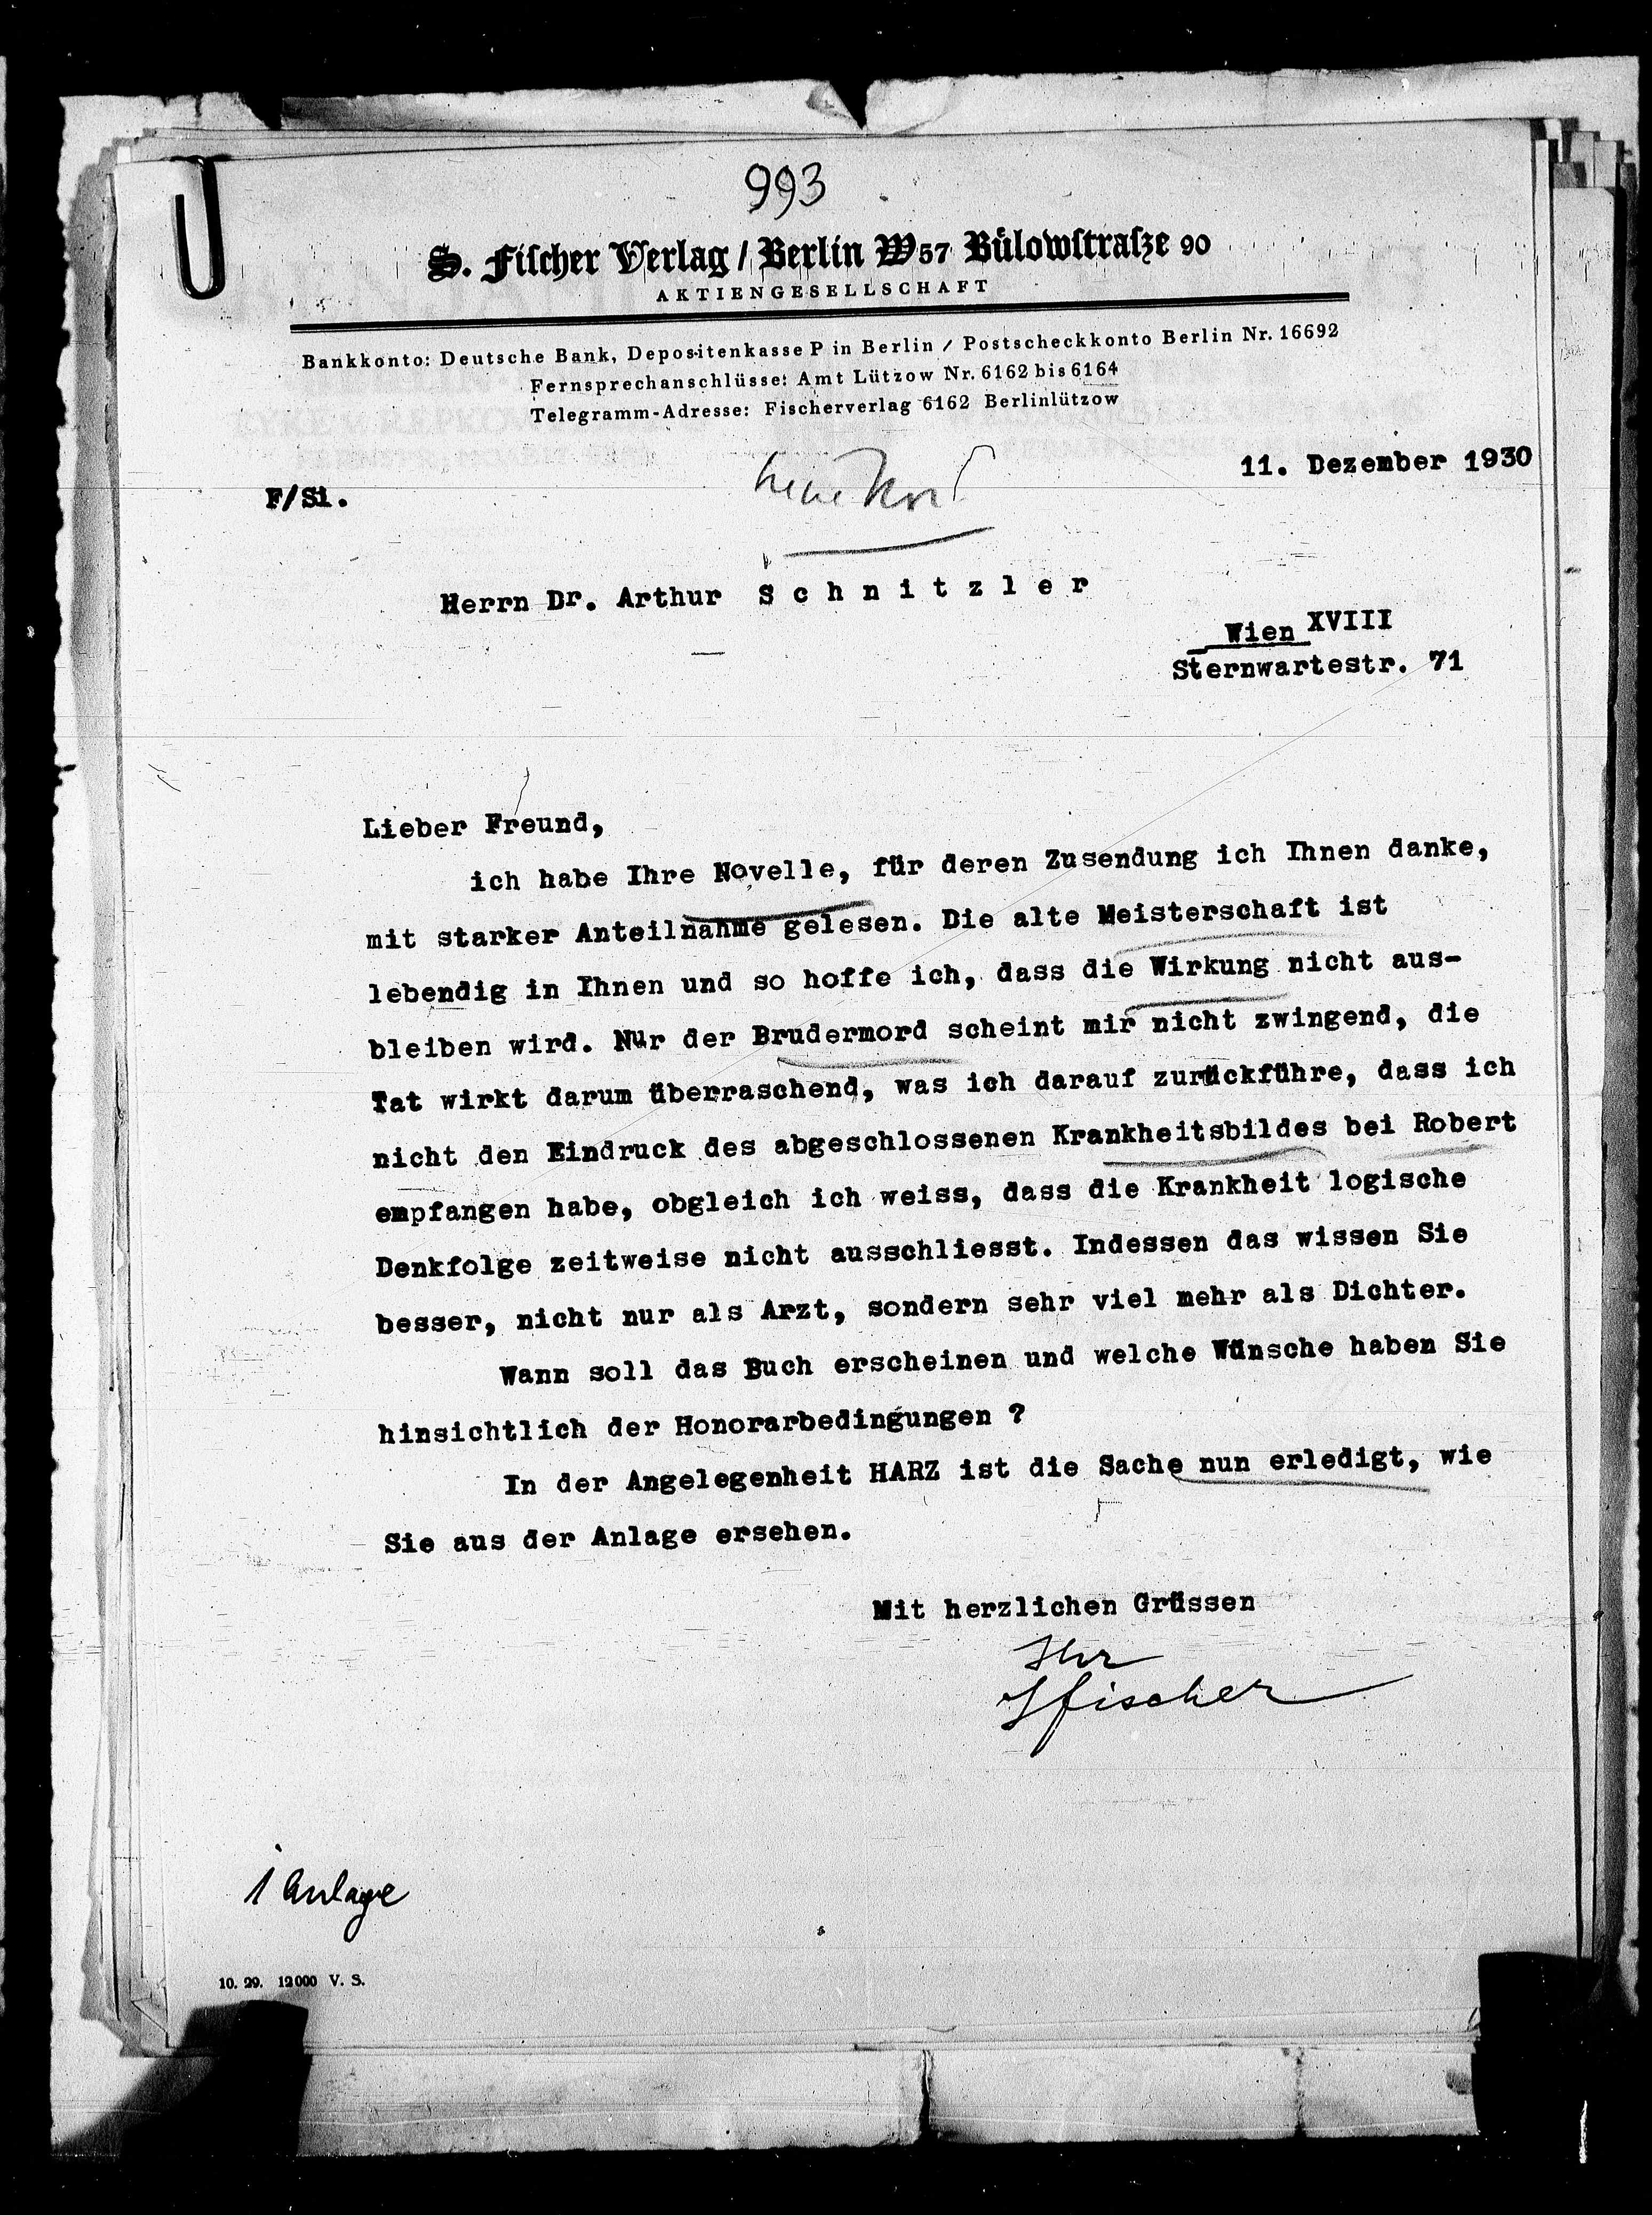 993
S. Fischer Verlag / Berlin W57 Bülowstrasze 90
AKTIENGESELLSCHAFT
Bankkonto: Deutsche Bank, Depositenkasse P in Berlin / Postscheckkonto Berlin Nr. 16692
Fernsprechanschlüsse: Amt Lützow Nr. 6162 bis 6164
Telegramm-Adresse: Fischerverlag 6162 Berlinlützow
11. Dezember 1930
F/Si.
Herrn Dr. Arthur Schnitzler
Wien XVIII
Sternwartestr. 71
Lieber Freund,
ich habe Ihre Novelle, für deren Zusendung ich Ihnen danke,
mit starker Anteilnahme gelesen. Die alte Meisterschaft ist
lebendig in Ihnen und so hoffe ich, dass die Wirkung nicht aus-
bleiben wird. Nur der Brudermord scheint mir nicht zwingend, die
Tat wirkt darum überraschend, was ich darauf zurückführe, dass ich
nicht den Eindruck des abgeschlossenen Krankheitsbildes bei Robert
empfangen habe, obgleich ich weiss, dass die Krankheit logische
Denkfolge zeitweise nicht ausschliesst. Indessen das wissen Sie
besser, nicht nur als Arzt, sondern sehr viel mehr als Dichter.
Wann soll das Buch erscheinen und welche Wünsche haben Sie
hinsichtlich der Honorarbedingungen ?
In der Angelegenheit HARZ ist die Sache nun erledigt, wie
Sie aus der Anlage ersehen.
Mit herzlichen Grüssen
Ihr
SFischer
1 Anlage
10. 29. 12000 V. S.